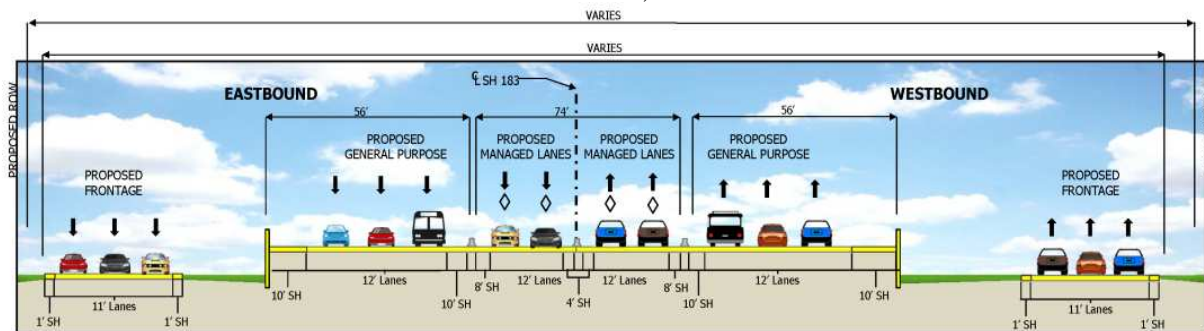 VARIES
VARIES
PROPOSED ROW
℄ SH 183
EASTBOUND
WESTBOUND
56'
74'
56'
PROPOSED
GENERAL PURPOSE
PROPOSED
MANAGED LANES
PROPOSED
MANAGED LANES
PROPOSED
GENERAL PURPOSE
PROPOSED
FRONTAGE
PROPOSED
FRONTAGE
10' SH
12' Lanes
10' SH
8' SH
12' Lanes
4' SH
12' Lanes
8' SH
10' SH
12' Lanes
10' SH
1' SH
11' Lanes
1' SH
1' SH
11' Lanes
1' SH